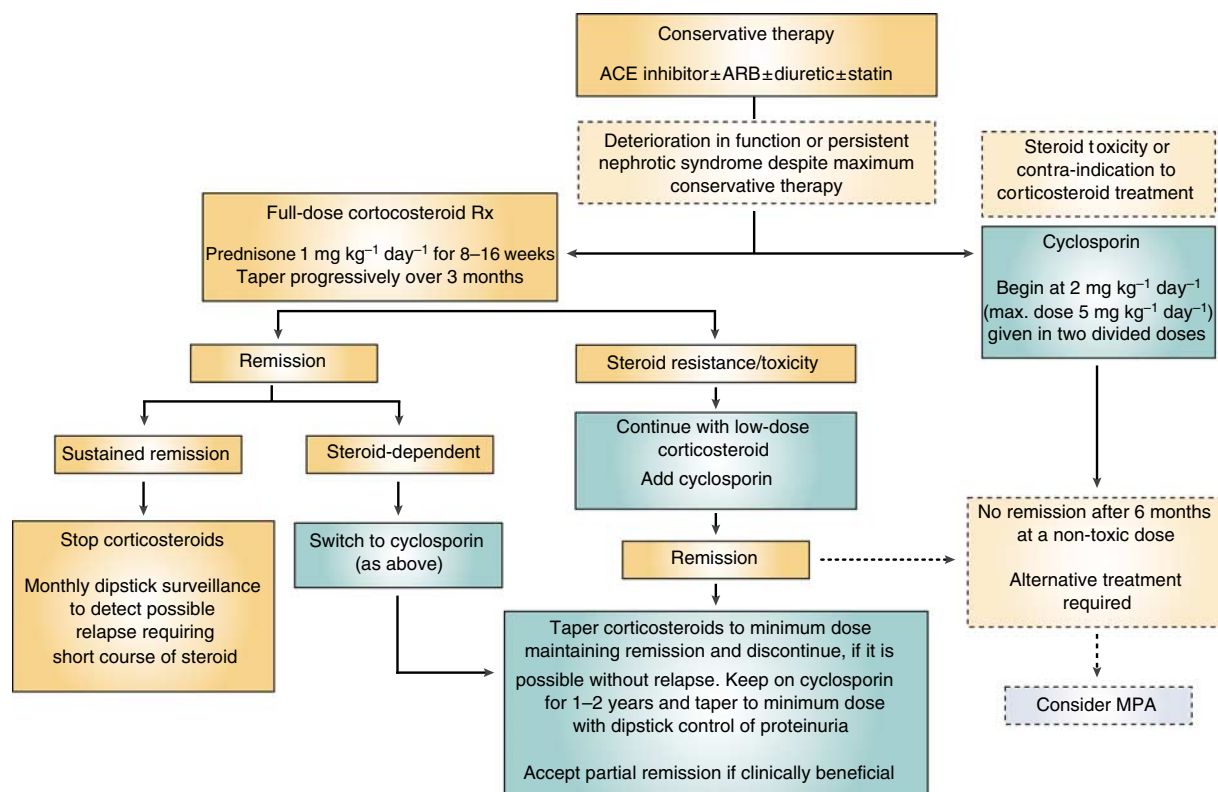 Conservative therapy
ACE inhibitor±ARB±diuretic±statin
Deterioration in function or persistent
nephrotic syndrome despite maximum
conservative therapy
Steroid toxicity or
contra-indication to
corticosteroid treatment
Full-dose cortocosteroid Rx
Prednisone 1 mg kg⁻¹ day⁻¹ for 8–16 weeks
Taper progressively over 3 months
Cyclosporin
Begin at 2 mg kg⁻¹ day⁻¹
(max. dose 5 mg kg⁻¹ day⁻¹)
given in two divided doses
Remission
Steroid resistance/toxicity
Sustained remission
Steroid-dependent
Continue with low-dose
corticosteroid
Add cyclosporin
Stop corticosteroids
Monthly dipstick surveillance
to detect possible
relapse requiring
short course of steroid
Switch to cyclosporin
(as above)
Remission
No remission after 6 months
at a non-toxic dose
Alternative treatment
required
Taper corticosteroids to minimum dose
maintaining remission and discontinue, if it is
possible without relapse. Keep on cyclosporin
for 1–2 years and taper to minimum dose
with dipstick control of proteinuria
Accept partial remission if clinically beneficial
Consider MPA